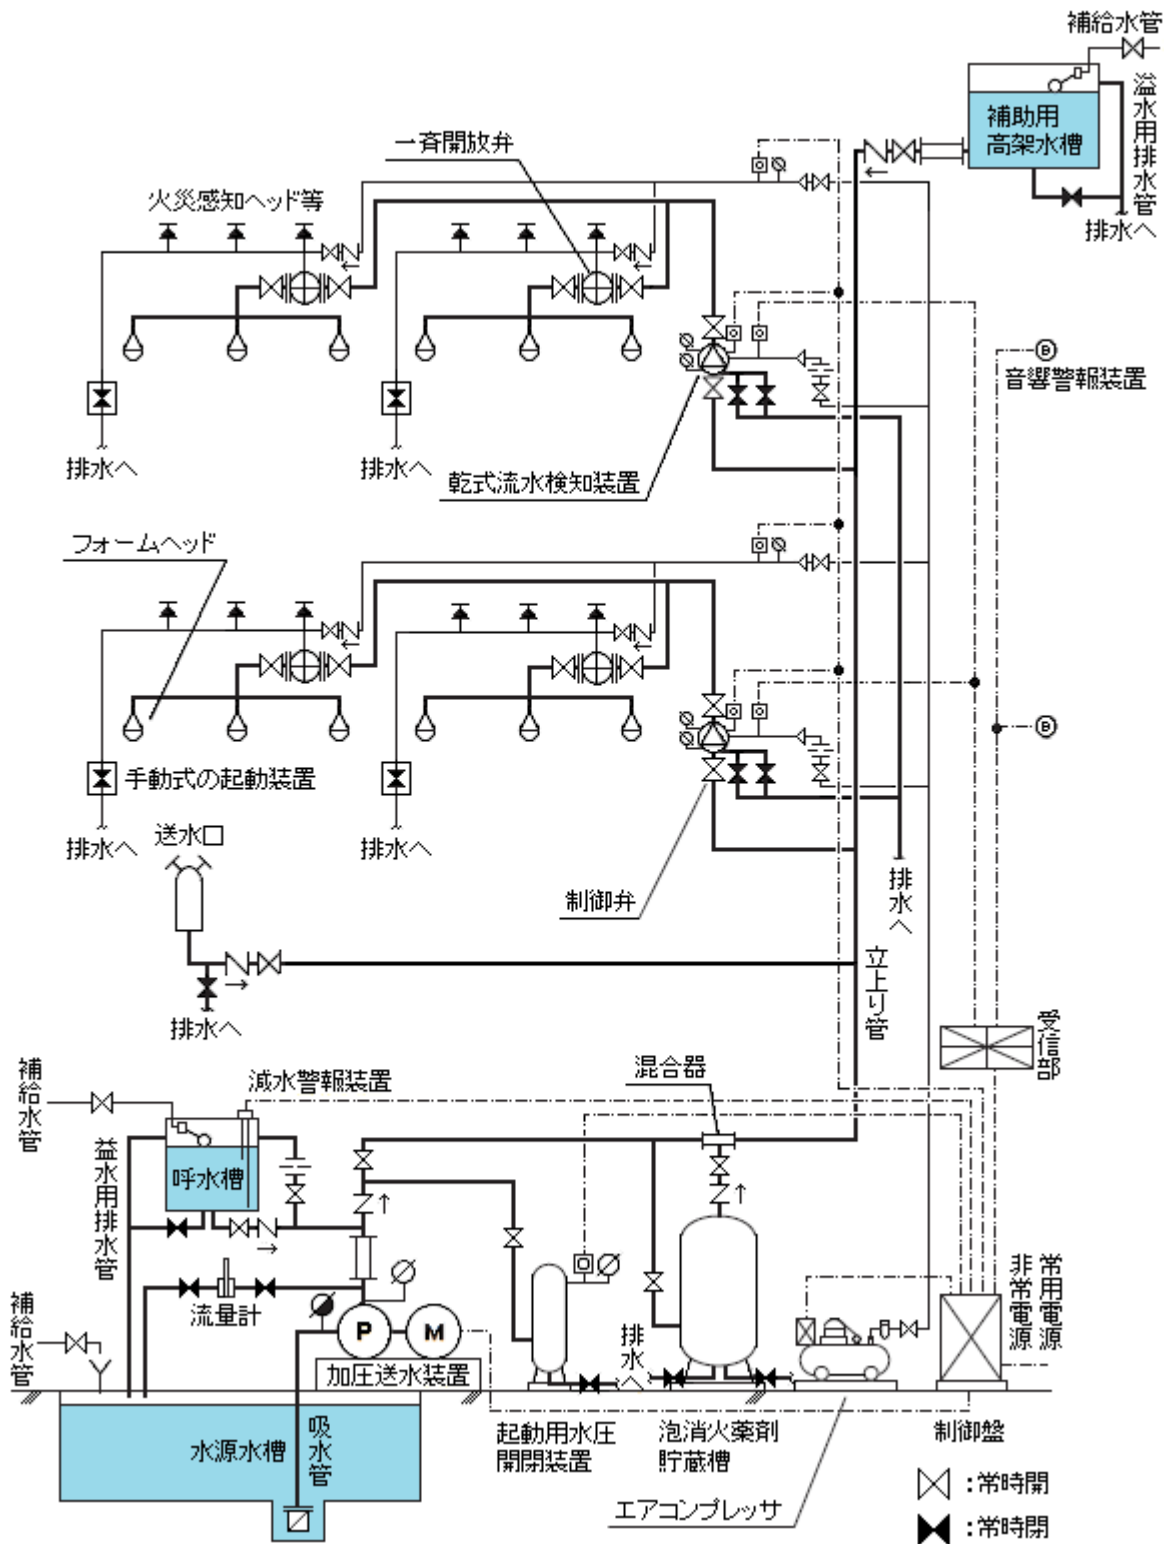 補給水管
補助用
高架水槽
溢水用排水管
排水へ
一斉開放弁
火災感知ヘッド等
B
音響警報装置
排水へ
排水へ
乾式流水検知装置
フォームヘッド
B
手動式の起動装置
排水へ
排水へ
送水口
制御弁
排水へ
立上り管
排水へ
受信部
混合器
補給水管
減水警報装置
呼水槽
益水用排水管
流量計
補給水管
P
M
加圧送水装置
排水へ
非常電源
常用電源
水源水槽
吸水管
起動用水圧
開閉装置
泡消火薬剤
貯蔵槽
制御盤
エアコンプレッサ
:常時開
:常時閉